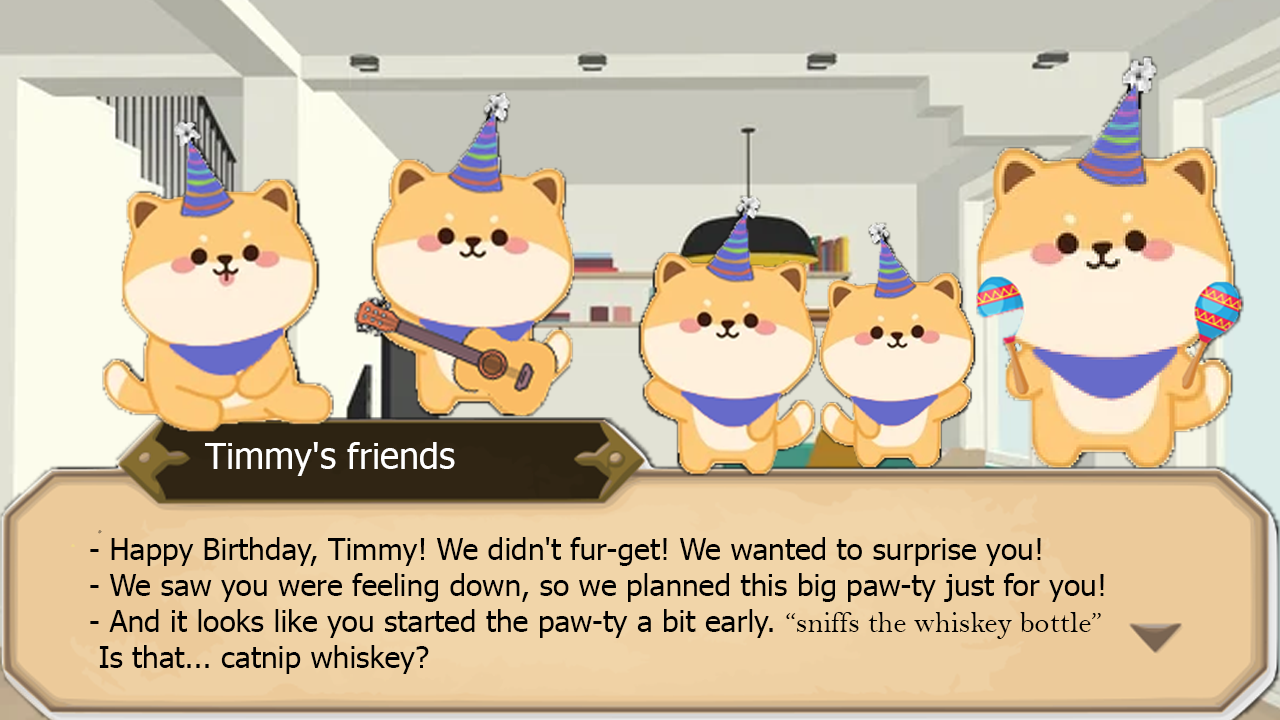 Timmy's friends
- Happy Birthday, Timmy! We didn't fur-get! We wanted to surprise you!
- We saw you were feeling down, so we planned this big paw-ty just for you!
- And it looks like you started the paw-ty a bit early. “sniffs the whiskey bottle”
Is that... catnip whiskey?